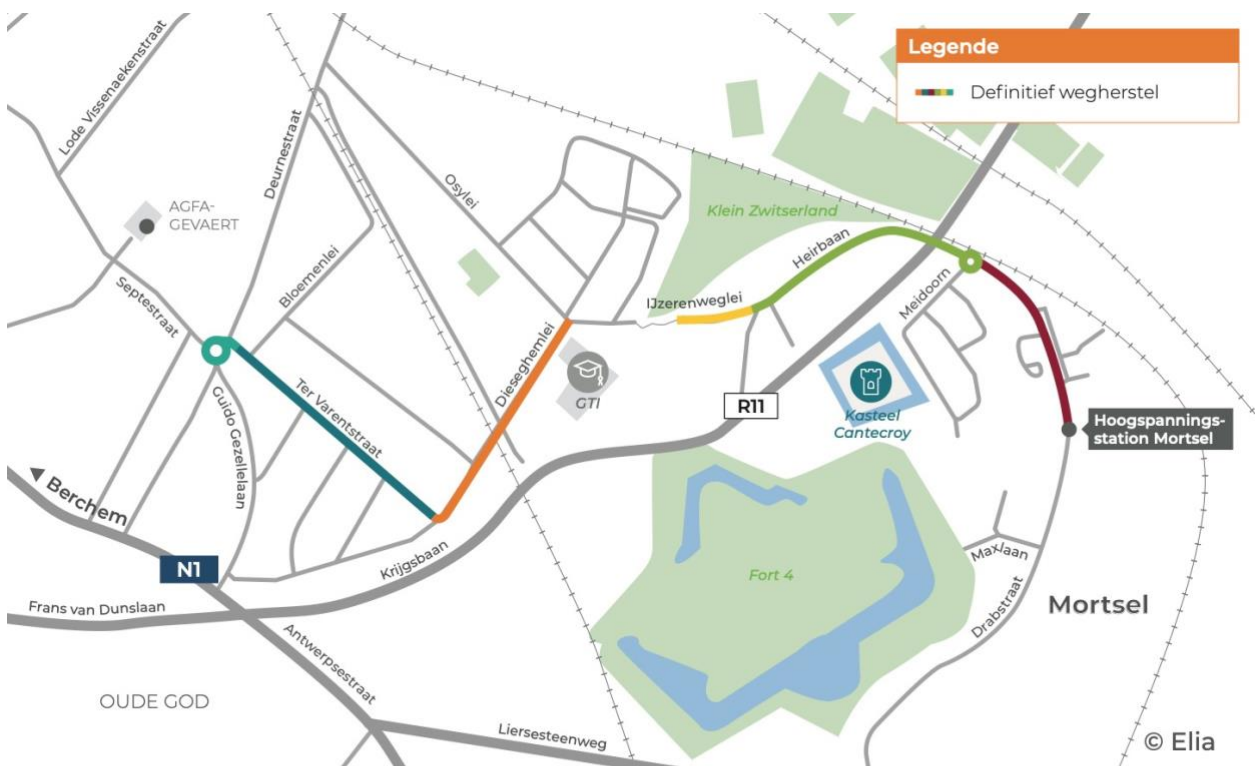 Legende
Definitief wegherstel
Lode Vissenaekenstraat
Deurnestraat
Osylei
AGFA-
GEVAERT
Klein Zwitserland
Heirbaan
Bloemenlei
Septestraat
IJzerenweglei
Meidoorn
Dieseghemlei
GTI
Ter Varentstraat
Guido Gezellelaan
R11
Kasteel
Cantecroy
Hoogspannings-
station Mortsel
Berchem
N1
Krijgsbaan
Fort 4
Maxlaan
Drabstraat
Mortsel
Frans van Dunslaan
Antwerpsestraat
OUDE GOD
Liersesteenweg
© Elia